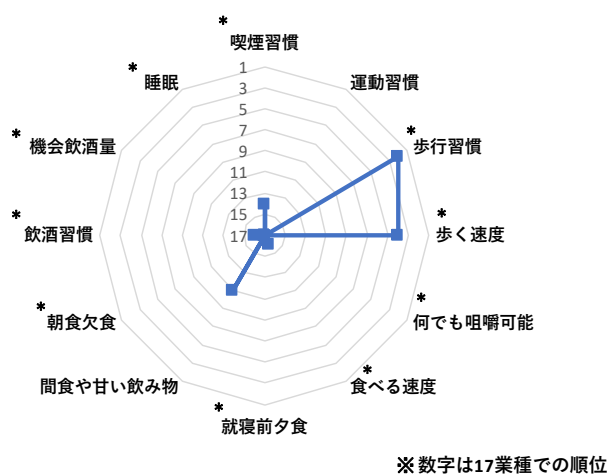 *
喫煙習慣
*
睡眠
運動習慣
*
機会飲酒量
*
歩行習慣
*
飲酒習慣
*
歩く速度
*
朝食欠食
*
何でも咀嚼可能
間食や甘い飲み物
*
食べる速度
*
就寝前夕食
1
3
5
7
9
11
13
15
17
※数字は17業種での順位